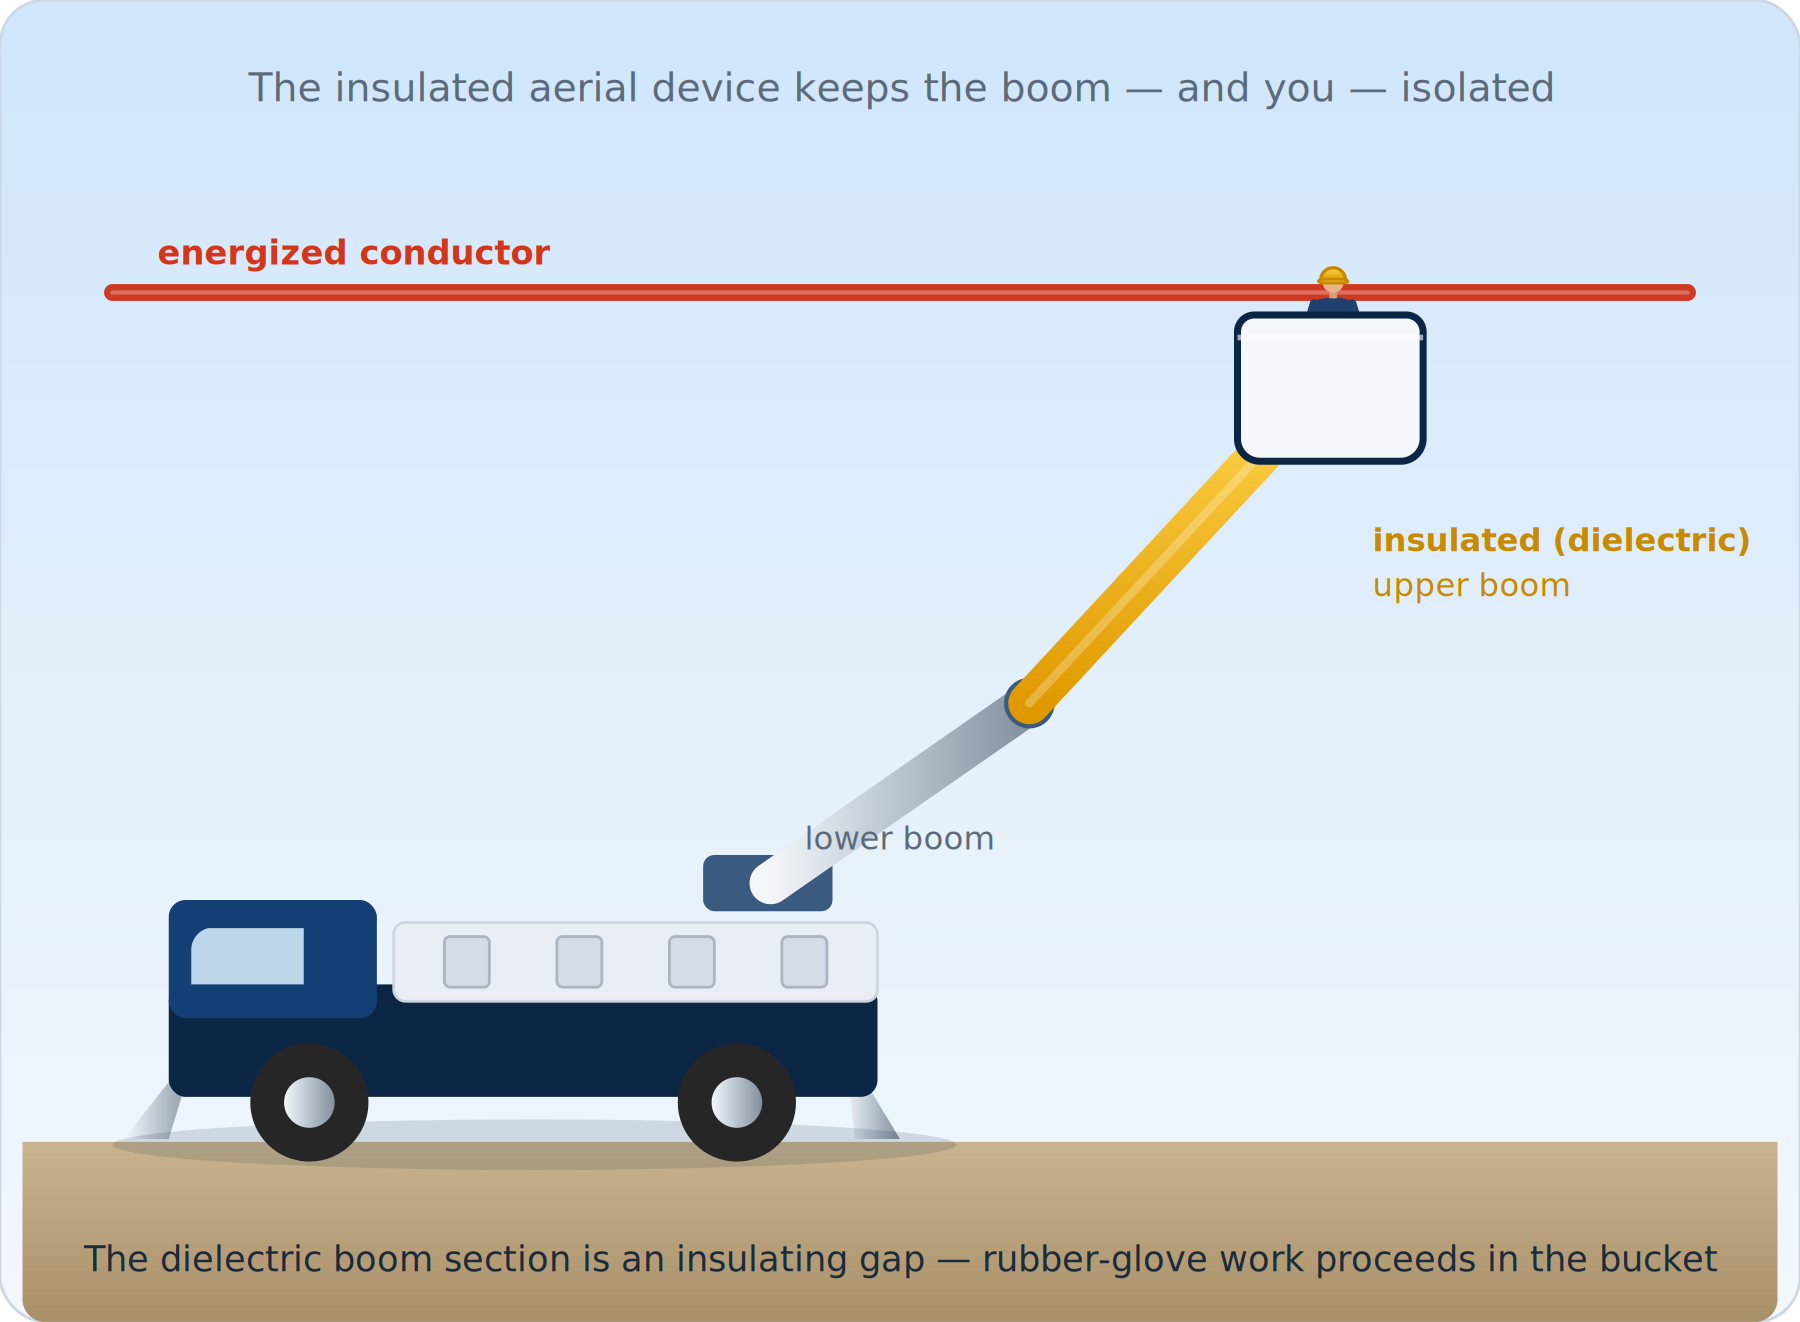 The insulated aerial device keeps the boom — and you — isolated
energized conductor
insulated (dielectric)
upper boom
lower boom
The dielectric boom section is an insulating gap — rubber-glove work proceeds in the bucket